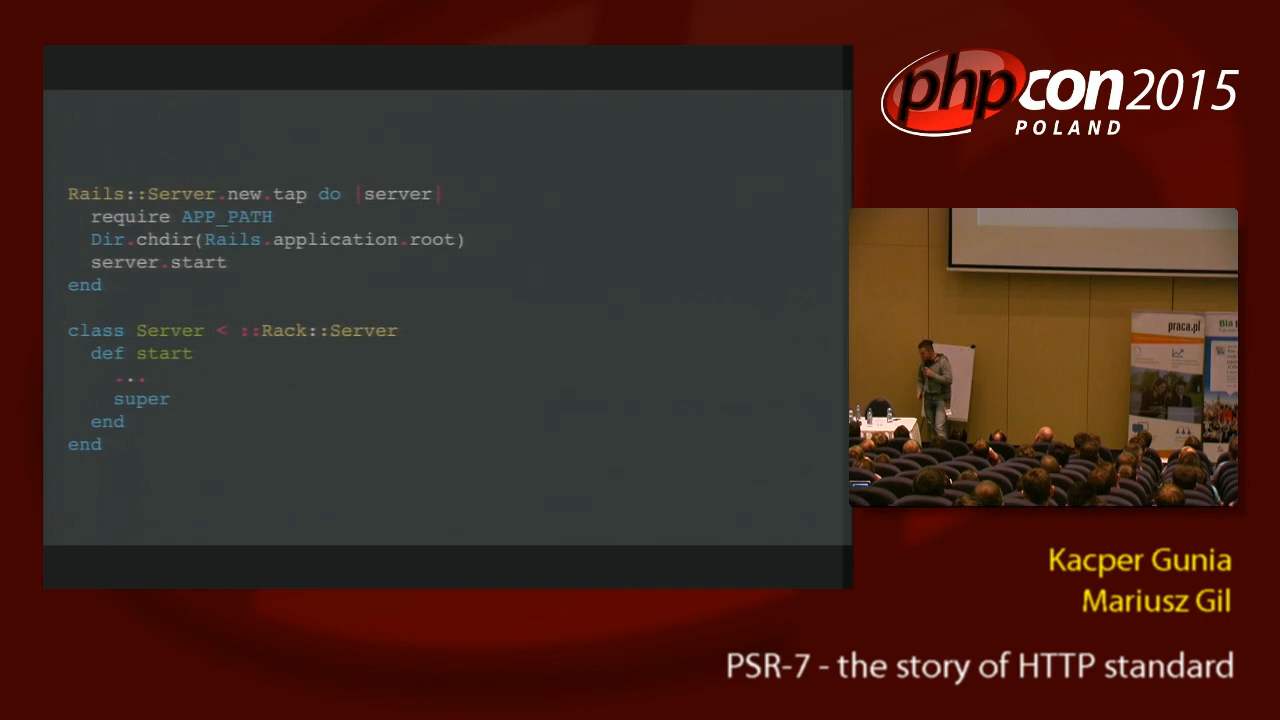 Rails::Server.new.tap do |server|
require APP_PATH
Dir.chdir(Rails.application.root)
server.start
end
class Server < ::Rack::Server
def start
...
super
end
end
phpcon2015
POLAND
praca.pl
Kacper Gunia
Mariusz Gil
PSR-7 - the story of HTTP standard